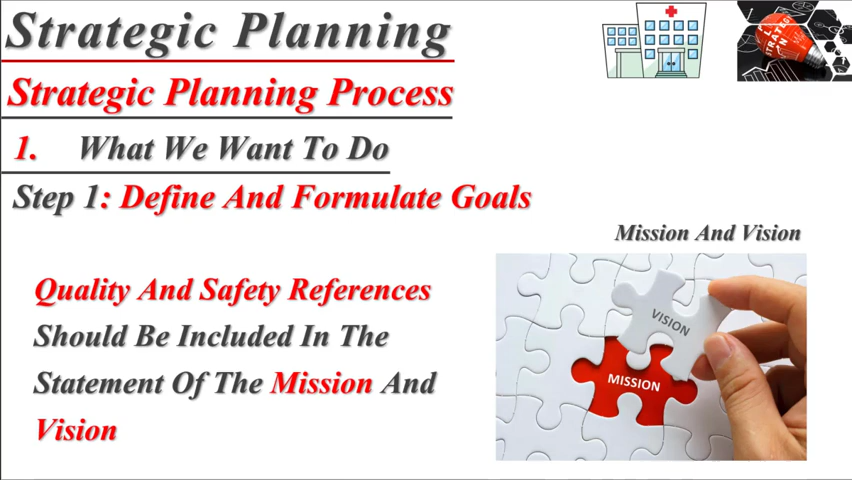 Strategic Planning
Strategic Planning Process
1. What We Want To Do
Step 1: Define And Formulate Goals
Mission And Vision
Quality And Safety References
Should Be Included In The
Statement Of The Mission And
Vision
VISION
MISSION